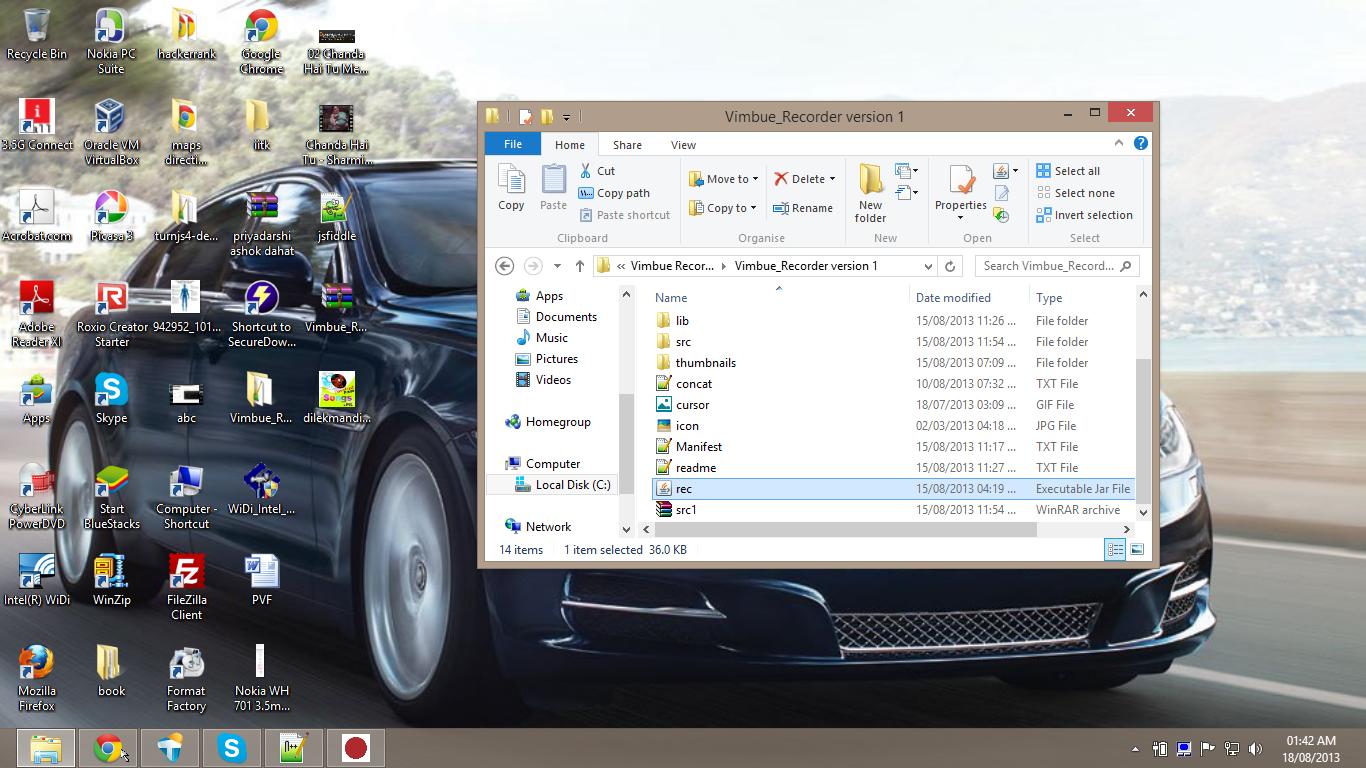 Recycle Bin
Nokia PC
Suite
hackerrank
Google
Chrome
02 Chanda
Hai Tu Me...
3.5G Connect
Oracle VM
VirtualBox
maps
directi...
iitk
Chanda Hai
Tu - Sharmi...
Acrobat.com
Picasa 3
turnjs4-de...
priyadarshi
ashok dahat
jsfiddle
Adobe
Reader XI
Roxio Creator
Starter
942952_101...
Shortcut to
SecureDow...
Vimbue_R...
Apps
Skype
abc
Vimbue_R...
dilekmandi...
CyberLink
PowerDVD
Start
BlueStacks
Computer -
Shortcut
WiDi_Intel_...
Intel(R) WiDi
WinZip
FileZilla
Client
PVF
Mozilla
Firefox
book
Format
Factory
Nokia WH
701 3.5m...
Vimbue_Recorder version 1
File Home Share View
Copy
Paste
Cut
Copy path
Paste shortcut
Clipboard
Move to
Copy to
Delete
Rename
Organise
New
folder
New
Properties
Open
Select all
Select none
Invert selection
Select
« Vimbue Recor... Vimbue_Recorder version 1
Search Vimbue_Record...
Apps
Documents
Music
Pictures
Videos
Homegroup
Computer
Local Disk (C:)
Network
Name Date modified Type
lib 15/08/2013 11:26 ... File folder
src 15/08/2013 11:54 ... File folder
thumbnails 15/08/2013 07:09 ... File folder
concat 10/08/2013 07:32 ... TXT File
cursor 18/07/2013 03:09 ... GIF File
icon 02/03/2013 04:18 ... JPG File
Manifest 15/08/2013 11:17 ... TXT File
readme 15/08/2013 11:27 ... TXT File
rec 15/08/2013 04:19 ... Executable Jar File
src1 15/08/2013 11:54 ... WinRAR archive
14 items 1 item selected 36.0 KB
01:42 AM
18/08/2013